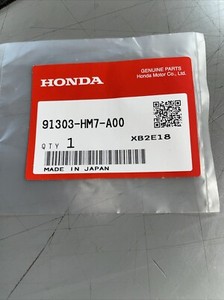 HONDA
GENUINE PARTS
Honda Motor Co., Ltd.
91303-HM7-A00
QTY 1
XB2E18
MADE IN JAPAN